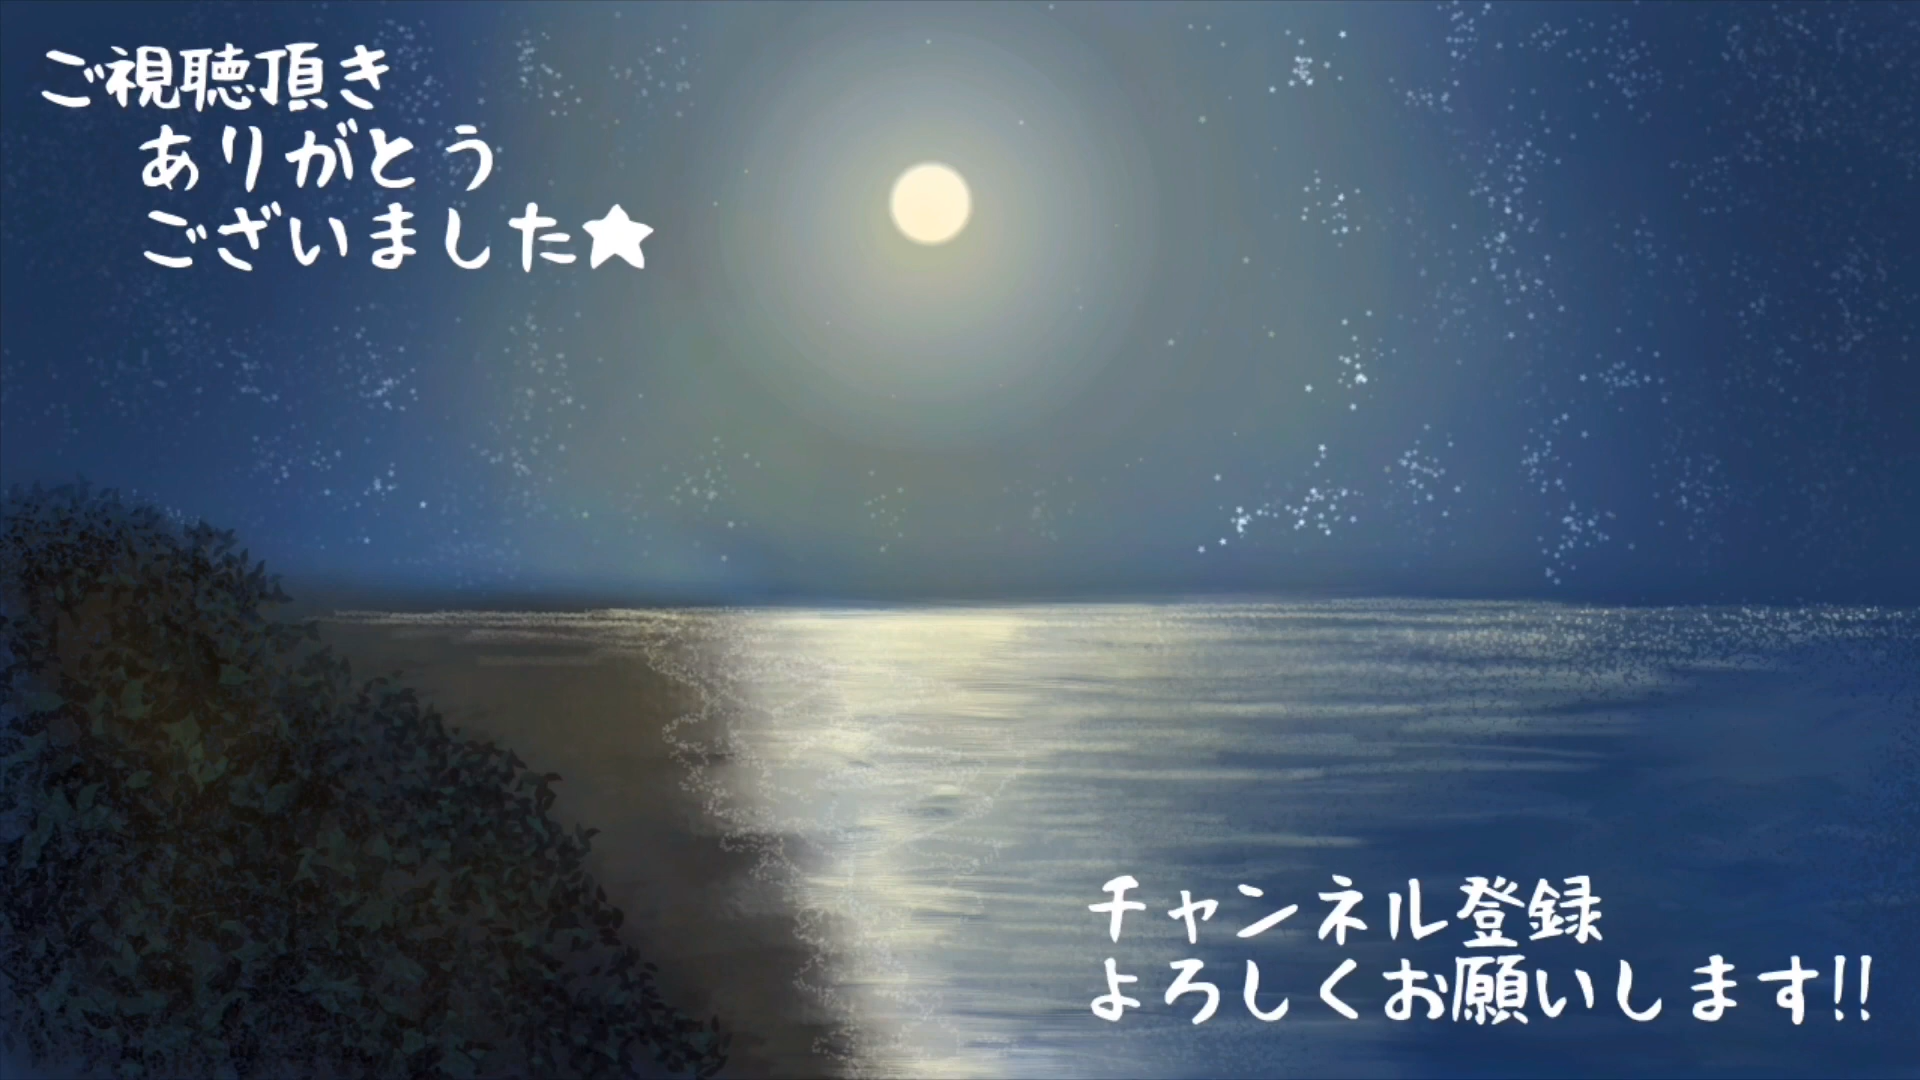 ご視聴頂き
ありがとう
ございました★
チャンネル登録
よろしくお願いします!!